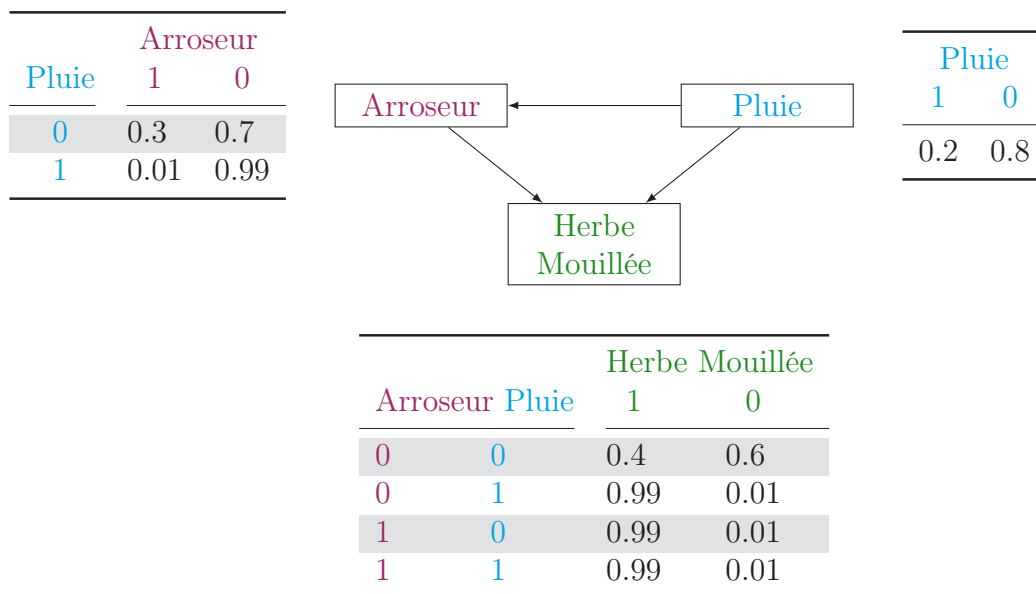 Arroseur
Pluie 1 0
0 0.3 0.7
1 0.01 0.99
Arroseur
Pluie
Herbe
Mouillée
Pluie
1 0
0.2 0.8
Herbe Mouillée
Arroseur Pluie 1 0
0 0 0.4 0.6
0 1 0.99 0.01
1 0 0.99 0.01
1 1 0.99 0.01